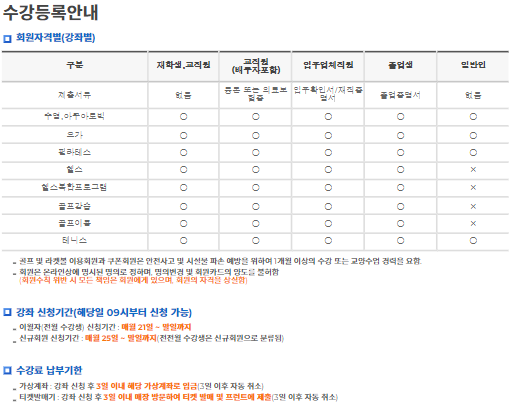 수강등록안내
회원자격별(강좌별)
구분 재학생,교직원 교직원 입주업체직원 졸업생 일반인
(배우자포함)
제출서류 없음 등본 또는 의료보험증 입주확인서/재직증명서 졸업증명서 없음
수영,아쿠아로빅 ○ ○ ○ ○ ○
요가 ○ ○ ○ ○ ○
필라테스 ○ ○ ○ ○ ○
헬스 ○ ○ ○ ○ ×
헬스복합프로그램 ○ ○ ○ ○ ×
골프강습 ○ ○ ○ ○ ×
골프이용 ○ ○ ○ ○ ×
테니스 ○ ○ ○ ○ ○
골프 및 라켓볼 이용회원과 쿠폰회원은 안전사고 및 시설물 파손 예방을 위하여 1개월 이상의 수강 또는 교양수업 경력을 요함.
회원은 온라인상에 명시된 명의로 정하며, 명의변경 및 회원카드의 양도를 불허함
(회원수칙 위반 시 모든 책임은 회원에게 있으며, 회원의 자격을 상실함)
강좌 신청기간(해당일 09시부터 신청 가능)
이월자(전월 수강생) 신청기간 : 매월 21일 ~ 말일까지
신규회원 신청기간 : 매월 25일 ~ 말일까지(전전월 수강생은 신규회원으로 분류됨)
수강료 납부기한
가상계좌 : 강좌 신청 후 3일 이내 해당 가상계좌로 입금(3일 이후 자동 취소)
티켓발매기 : 강좌 신청 후 3일 이내 매장 방문하여 티켓 발매 및 프런트에 제출(3일 이후 자동 취소)